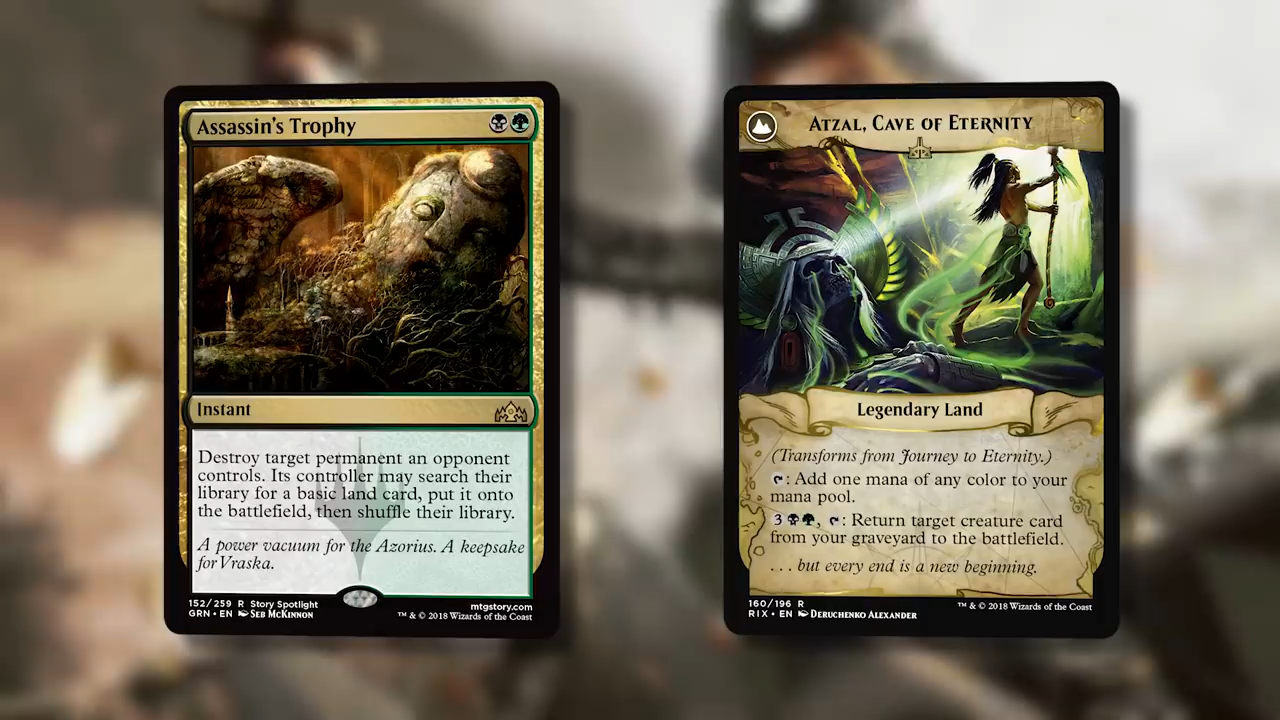 Assassin's Trophy
Instant
Destroy target permanent an opponent
controls. Its controller may search their
library for a basic land card, put it onto
the battlefield, then shuffle their library.
A power vacuum for the Azorius. A keepsake
for Vraska.
152/259 R Story Spotlight
GRN • EN Seb McKinnon
mtgstory.com
™ & © 2018 Wizards of the Coast
Atzal, Cave of Eternity
Legendary Land
(Transforms from Journey to Eternity.)
: Add one mana of any color to your
mana pool.
3 , : Return target creature card
from your graveyard to the battlefield.
. . . but every end is a new beginning.
160/196 R
RIX • EN Deruchenko Alexander
™ & © 2018 Wizards of the Coast